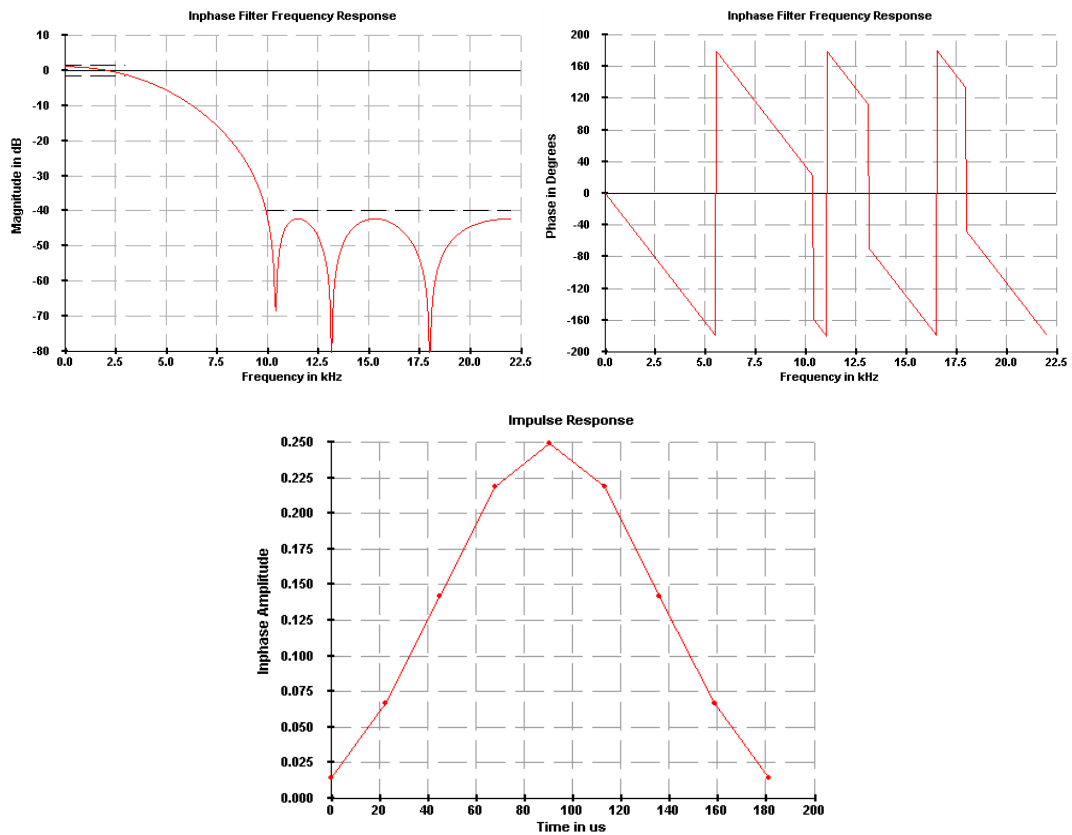 Inphase Filter Frequency Response
Magnitude in dB
10
0
-10
-20
-30
-40
-50
-60
-70
-80
0.0 2.5 5.0 7.5 10.0 12.5 15.0 17.5 20.0 22.5
Frequency in kHz
Inphase Filter Frequency Response
Phase in Degrees
200
160
120
80
40
0
-40
-80
-120
-160
-200
0.0 2.5 5.0 7.5 10.0 12.5 15.0 17.5 20.0 22.5
Frequency in kHz
Impulse Response
Inphase Amplitude
0.250
0.225
0.200
0.175
0.150
0.125
0.100
0.075
0.050
0.025
0.000
0 20 40 60 80 100 120 140 160 180 200
Time in us